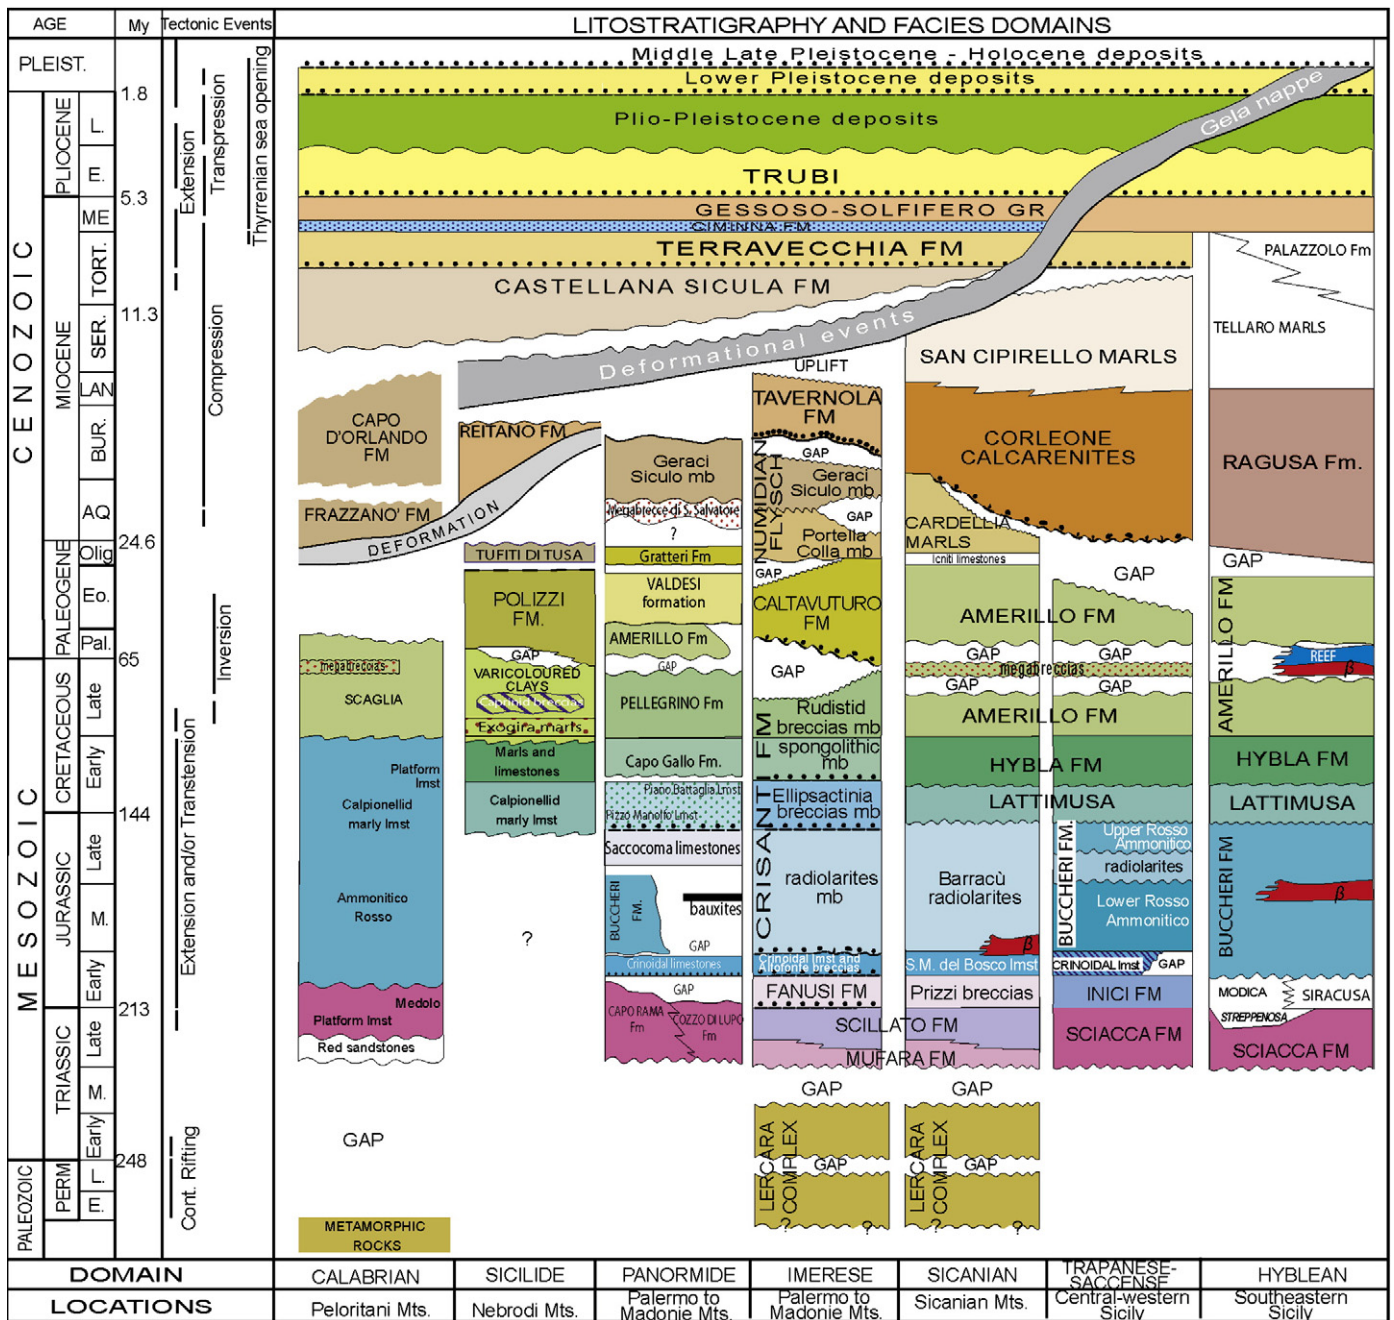 AGE
My
Tectonic Events
LITOSTRATIGRAPHY AND FACIES DOMAINS
PLEIST.
1.8
CENOZOIC
PLIOCENE
L.
E.
5.3
MIOCENE
ME
TORT.
11.3
SER.
LAN
BUR.
AQ
24.6
PALEOGENE
Olig
Eo.
Pal.
65
MESOZOIC
CRETACEOUS
Late
Early
144
JURASSIC
Late
M.
Early
213
TRIASSIC
Late
M.
Early
248
PALEOZOIC
PERM
L.
E.
Extension
Transpression
Thyrrenian sea opening
Compression
Inversion
Extension and/or Transtension
Cont. Rifting
Middle Late Pleistocene - Holocene deposits
Lower Pleistocene deposits
Plio-Pleistocene deposits
TRUBI
GESSOSO-SOLFIFERO GR
CIMINNA FM
TERRAVECCHIA FM
CASTELLANA SICULA FM
Gela nappe
Deformational events
DEFORMATION
CAPO
D'ORLANDO
FM
FRAZZANO' FM
megabreccias
SCAGLIA
Platform
lmst
Calpionellid
marly lmst
Ammonitico
Rosso
Medolo
Platform lmst
Red sandstones
GAP
METAMORPHIC
ROCKS
REITANO FM
TUFITI DI TUSA
POLIZZI
FM.
GAP
VARICOLOURED
CLAYS
Caprinid breccias
Exogira marls
Marls and
limestones
Calpionellid
marly lmst
?
Geraci
Siculo mb
Megabrecce di S. Salvatore
?
Gratteri Fm
VALDESI
formation
AMERILLO Fm
GAP
PELLEGRINO Fm
Capo Gallo Fm.
Piano Battaglia Lmst
Pizzo Manolfo Lmst
Saccocoma limestones
BUCCHERI
FM.
bauxites
GAP
Crinoidal limestones
GAP
CAPO RAMA
Fm
COZZO DI LUPO
Fm
UPLIFT
TAVERNOLA
FM
GAP
NUMIDIAN
FLYSCH
Geraci
Siculo mb
GAP
Portella
Colla mb
GAP
CALTAVUTURO
FM
GAP
CRISANTI FM
Rudistid
breccias mb
spongolithic
mb
Ellipsactinia
breccias mb
radiolarites
mb
Crinoidal lmst and
Altofonte breccias
FANUSI FM
SCILLATO FM
MUFARA FM
GAP
LERCARA
COMPLEX
GAP
? ?
SAN CIPIRELLO MARLS
CORLEONE
CALCARENITES
CARDELLIA
MARLS
Icniti limestones
AMERILLO FM
GAP
GAP
megabreccias
GAP
GAP
AMERILLO FM
HYBLA FM
LATTIMUSA
Barracù
radiolarites
β
S.M. del Bosco lmst
Prizzi breccias
GAP
LERCARA
COMPLEX
GAP
? ?
GAP
BUCCHERI FM.
Upper Rosso
Ammonitico
radiolarites
Lower Rosso
Ammonitico
CRINOIDAL lmst
GAP
INICI FM
SCIACCA FM
PALAZZOLO Fm
TELLARO MARLS
RAGUSA Fm.
GAP
AMERILLO FM
REEF
β
HYBLA FM
LATTIMUSA
BUCCHERI FM
β
MODICA
SIRACUSA
STREPPENOSA
SCIACCA FM
DOMAIN
CALABRIAN
SICILIDE
PANORMIDE
IMERESE
SICANIAN
TRAPANESE-
SACCENSE
HYBLEAN
LOCATIONS
Peloritani Mts.
Nebrodi Mts.
Palermo to
Madonie Mts.
Palermo to
Madonie Mts.
Sicanian Mts.
Central-western
Sicily
Southeastern
Sicily